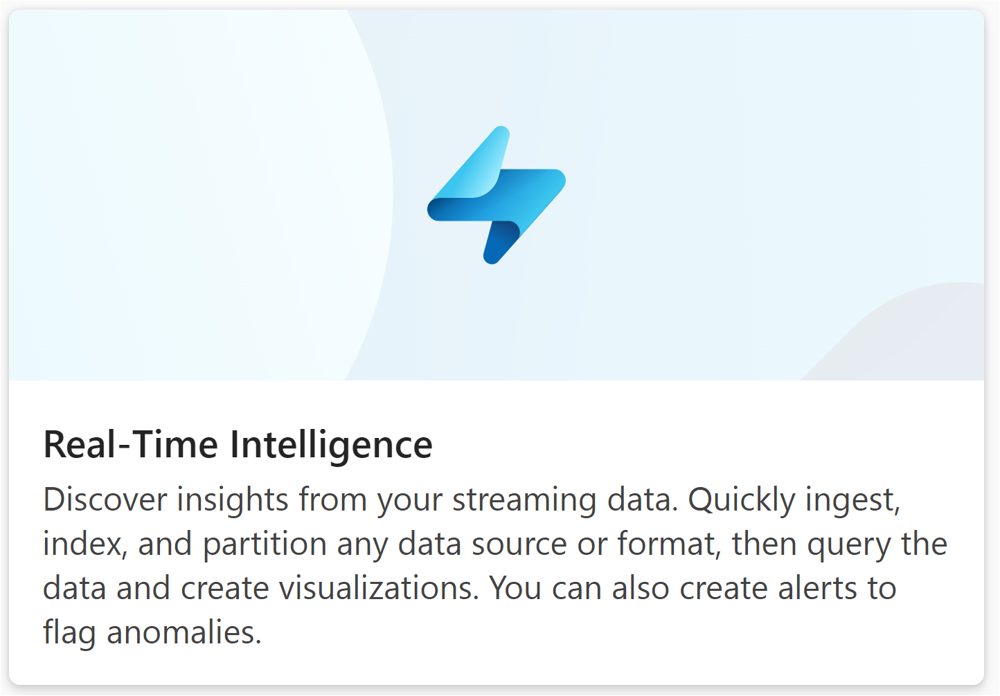 Real-Time Intelligence
Discover insights from your streaming data. Quickly ingest,
index, and partition any data source or format, then query the
data and create visualizations. You can also create alerts to
flag anomalies.